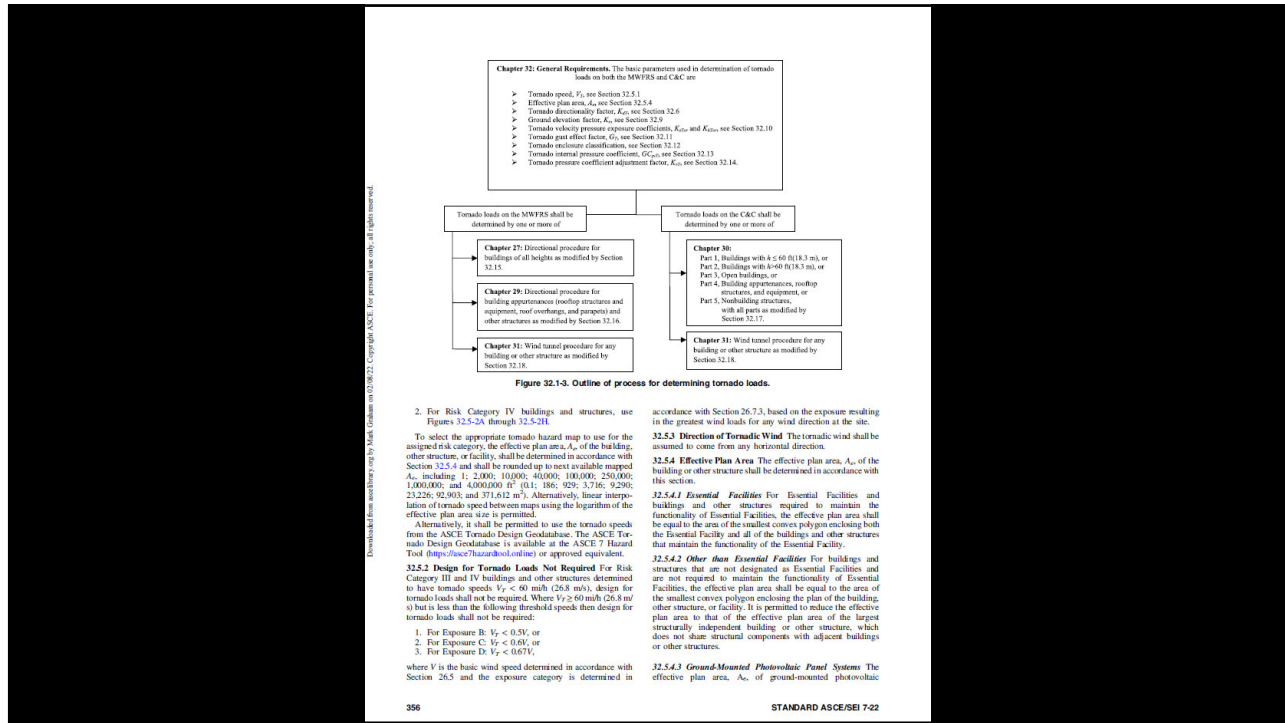 Chapter 32: General Requirements. The basic parameters used in determination of tornado
loads on both the MWFRS and C&C are
➢ Tornado speed, VT, see Section 32.5.1
➢ Effective plan area, Ae, see Section 32.5.4
➢ Tornado directionality factor, KdT, see Section 32.6
➢ Ground elevation factor, Ke, see Section 32.9
➢ Tornado velocity pressure exposure coefficients, KzTor and KhTor, see Section 32.10
➢ Tornado gust effect factor, GT, see Section 32.11
➢ Tornado enclosure classification, see Section 32.12
➢ Tornado internal pressure coefficient, GCpiT, see Section 32.13
➢ Tornado pressure coefficient adjustment factor, KvT, see Section 32.14.
Tornado loads on the MWFRS shall be
determined by one or more of
Chapter 27: Directional procedure for
buildings of all heights as modified by Section
32.15.
Chapter 29: Directional procedure for
building appurtenances (rooftop structures and
equipment, roof overhangs, and parapets) and
other structures as modified by Section 32.16.
Chapter 31: Wind tunnel procedure for any
building or other structure as modified by
Section 32.18.
Tornado loads on the C&C shall be
determined by one or more of
Chapter 30:
Part 1, Buildings with h ≤ 60 ft(18.3 m), or
Part 2, Buildings with h>60 ft(18.3 m), or
Part 3, Open buildings, or
Part 4, Building appurtenances, rooftop
structures, and equipment, or
Part 5, Nonbuilding structures,
with all parts as modified by
Section 32.17.
Chapter 31: Wind tunnel procedure for any
building or other structure as modified by
Section 32.18.
Figure 32.1-3. Outline of process for determining tornado loads.
2. For Risk Category IV buildings and structures, use
Figures 32.5-2A through 32.5-2H.
To select the appropriate tornado hazard map to use for the
assigned risk category, the effective plan area, Ae, of the building,
other structure, or facility, shall be determined in accordance with
Section 32.5.4 and shall be rounded up to next available mapped
Ae, including 1; 2,000; 10,000; 40,000; 100,000; 250,000;
1,000,000; and 4,000,000 ft² (0.1; 186; 929; 3,716; 9,290;
23,226; 92,903; and 371,612 m²). Alternatively, linear interpo-
lation of tornado speed between maps using the logarithm of the
effective plan area size is permitted.
Alternatively, it shall be permitted to use the tornado speeds
from the ASCE Tornado Design Geodatabase. The ASCE Tor-
nado Design Geodatabase is available at the ASCE 7 Hazard
Tool (https://asce7hazardtool.online) or approved equivalent.
32.5.2 Design for Tornado Loads Not Required For Risk
Category III and IV buildings and other structures determined
to have tornado speeds VT < 60 mi/h (26.8 m/s), design for
tornado loads shall not be required. Where VT ≥ 60 mi/h (26.8 m/
s) but is less than the following threshold speeds then design for
tornado loads shall not be required:
1. For Exposure B: VT < 0.5V, or
2. For Exposure C: VT < 0.6V, or
3. For Exposure D: VT < 0.67V,
where V is the basic wind speed determined in accordance with
Section 26.5 and the exposure category is determined in
accordance with Section 26.7.3, based on the exposure resulting
in the greatest wind loads for any wind direction at the site.
32.5.3 Direction of Tornadic Wind The tornadic wind shall be
assumed to come from any horizontal direction.
32.5.4 Effective Plan Area The effective plan area, Ae, of the
building or other structure shall be determined in accordance with
this section.
32.5.4.1 Essential Facilities For Essential Facilities and
buildings and other structures required to maintain the
functionality of Essential Facilities, the effective plan area shall
be equal to the area of the smallest convex polygon enclosing both
the Essential Facility and all of the buildings and other structures
that maintain the functionality of the Essential Facility.
32.5.4.2 Other than Essential Facilities For buildings and
structures that are not designated as Essential Facilities and
are not required to maintain the functionality of Essential
Facilities, the effective plan area shall be equal to the area of
the smallest convex polygon enclosing the plan of the building,
other structure, or facility. It is permitted to reduce the effective
plan area to that of the effective plan area of the largest
structurally independent building or other structure, which
does not share structural components with adjacent buildings
or other structures.
32.5.4.3 Ground-Mounted Photovoltaic Panel Systems The
effective plan area, Ae, of ground-mounted photovoltaic
356
STANDARD ASCE/SEI 7-22
Downloaded from ascelibrary.org by Mark Graham on 02/08/22. Copyright ASCE. For personal use only; all rights reserved.